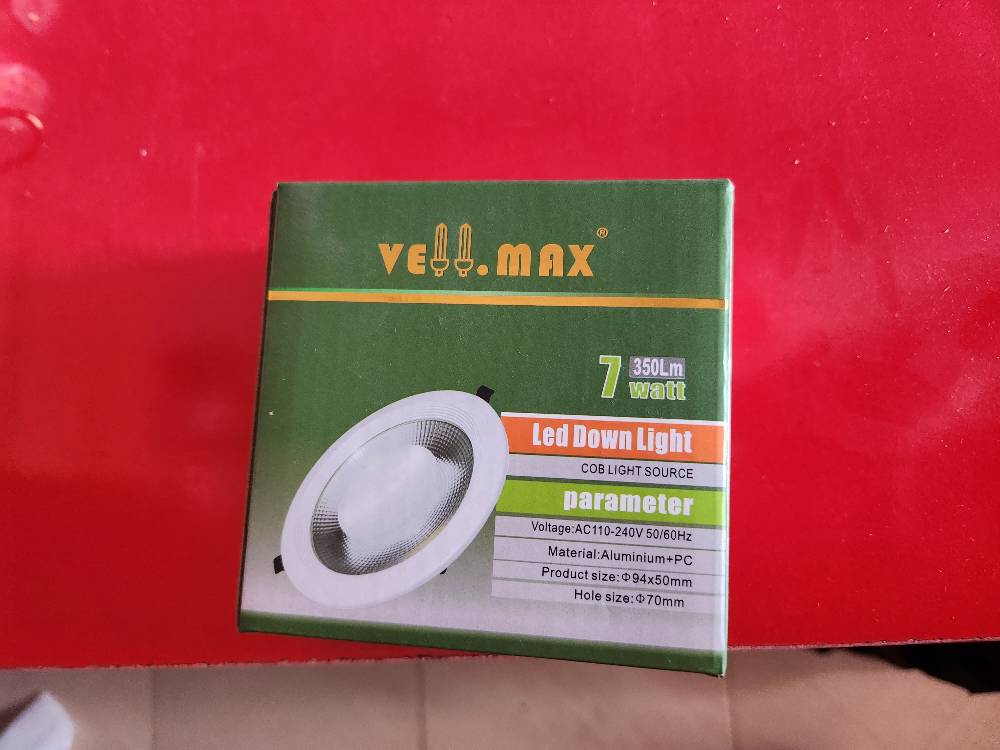 VELL.MAX®
7 watt 350Lm
Led Down Light
COB LIGHT SOURCE
parameter
Voltage:AC110-240V 50/60Hz
Material:Aluminium+PC
Product size:Φ94x50mm
Hole size:Φ70mm